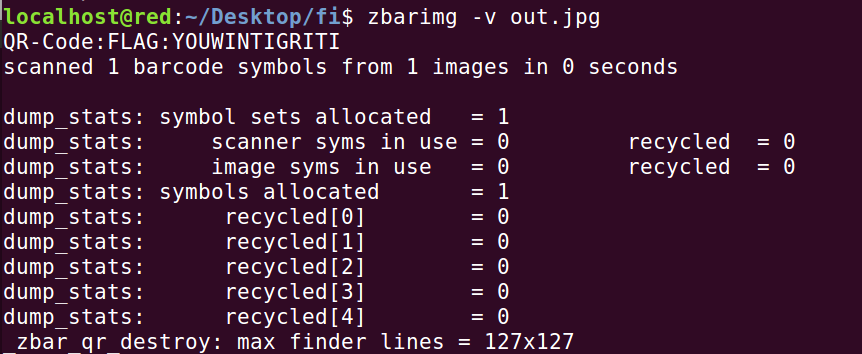 localhost@red:~/Desktop/fi$ zbarimg -v out.jpg
QR-Code:FLAG:YOUWINTIGRITI
scanned 1 barcode symbols from 1 images in 0 seconds

dump_stats: symbol sets allocated   = 1
dump_stats:     scanner syms in use = 0         recycled  = 0
dump_stats:     image syms in use   = 0         recycled  = 0
dump_stats: symbols allocated       = 1
dump_stats:      recycled[0]        = 0
dump_stats:      recycled[1]        = 0
dump_stats:      recycled[2]        = 0
dump_stats:      recycled[3]        = 0
dump_stats:      recycled[4]        = 0
_zbar_qr_destroy: max finder lines = 127x127